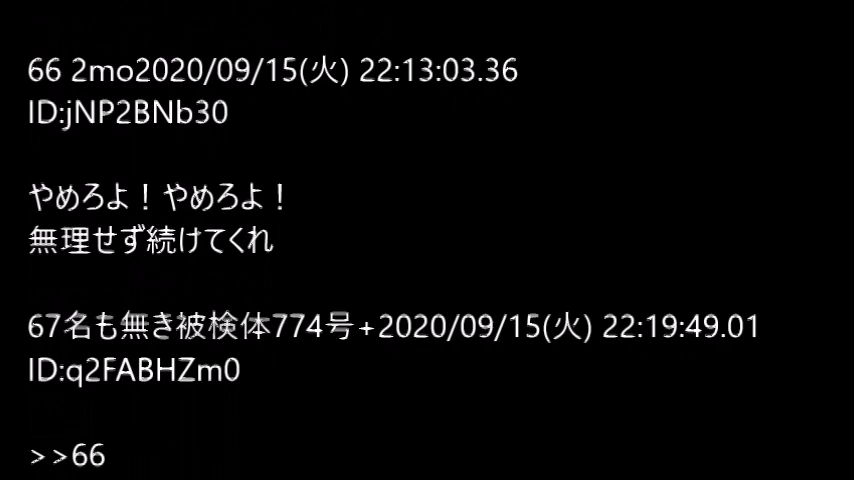 66 2mo2020/09/15(火) 22:13:03.36
ID:jNP2BNb30
やめろよ！やめろよ！
無理せず続けてくれ
67名も無き被検体774号+2020/09/15(火) 22:19:49.01
ID:q2FABHZm0
>>66